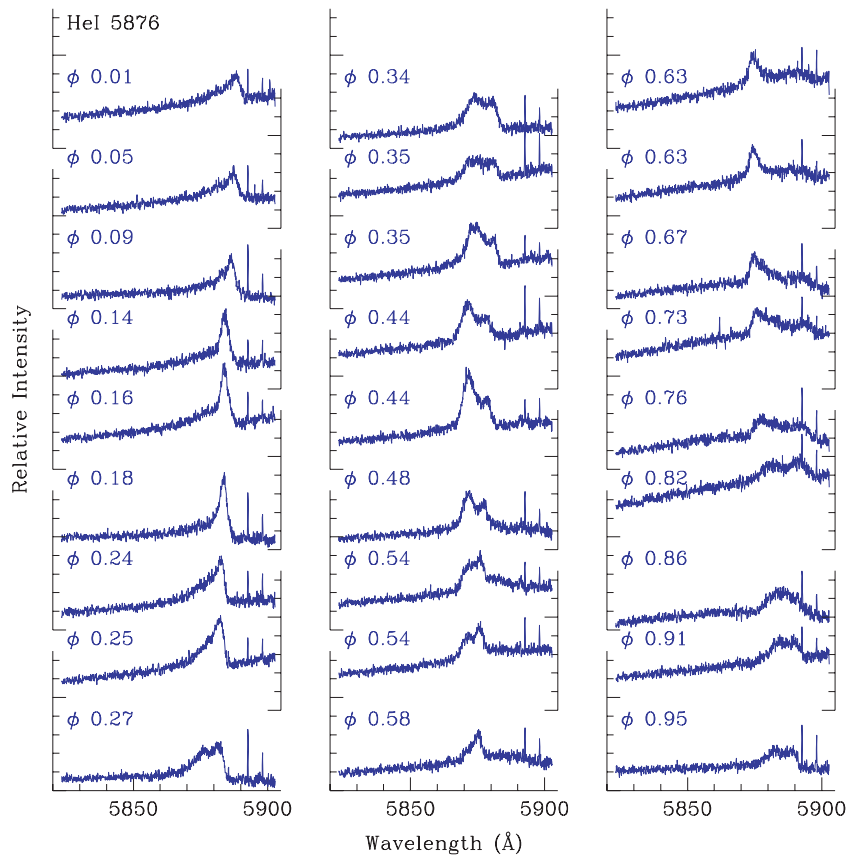 HeI 5876
ϕ 0.01
ϕ 0.05
ϕ 0.09
ϕ 0.14
ϕ 0.16
ϕ 0.18
ϕ 0.24
ϕ 0.25
ϕ 0.27
ϕ 0.34
ϕ 0.35
ϕ 0.35
ϕ 0.44
ϕ 0.44
ϕ 0.48
ϕ 0.54
ϕ 0.54
ϕ 0.58
ϕ 0.63
ϕ 0.63
ϕ 0.67
ϕ 0.73
ϕ 0.76
ϕ 0.82
ϕ 0.86
ϕ 0.91
ϕ 0.95
Relative Intensity
5850 5900 5850 5900 5850 5900
Wavelength (Å)